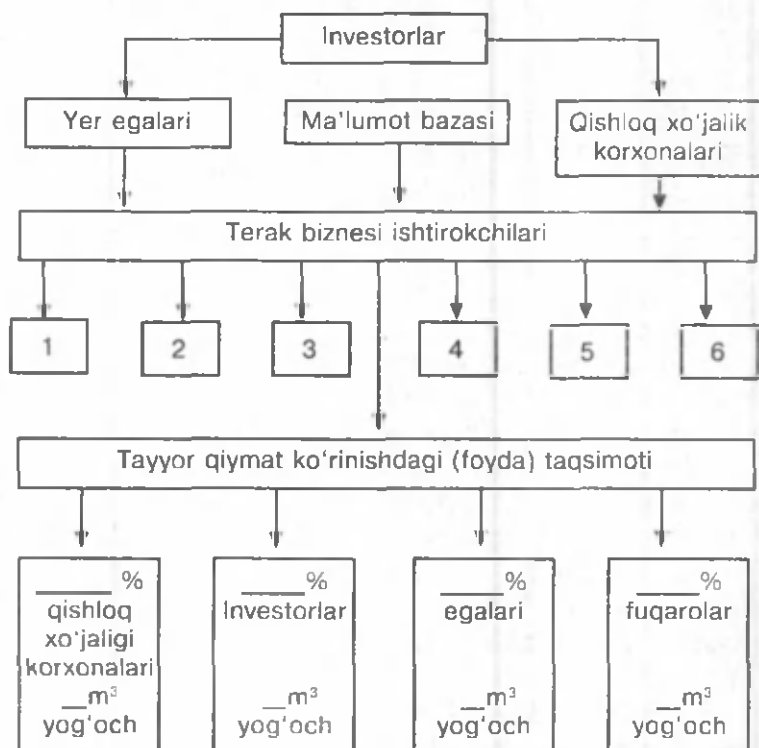 Investorlar
Yer egalari
Ma'lumot bazasi
Qishloq xo'jalik
korxonalari
Terak biznesi ishtirokchilari
1
2
3
4
5
6
Tayyor qiymat ko'rinishdagi (foyda) taqsimoti
_____%
qishloq
xo'jaligi
korxonalari
__m³
yog'och
_____%
Investorlar
__m³
yog'och
_____%
egalari
__m³
yog'och
_____%
fuqarolar
__m³
yog'och